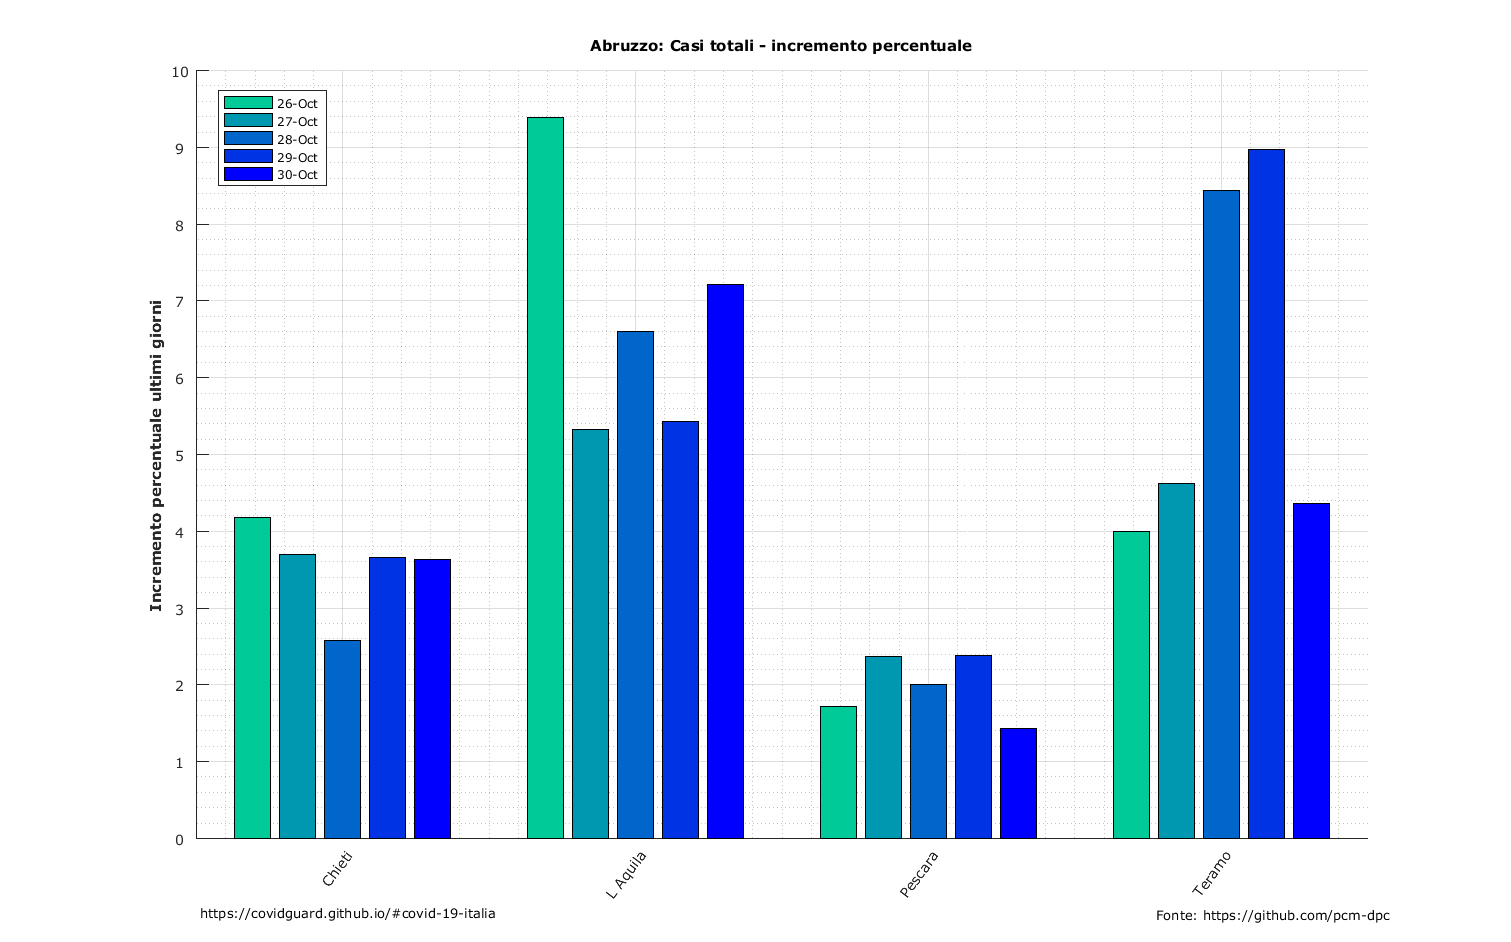 Abruzzo: Casi totali - incremento percentuale
10
9
8
7
6
5
4
3
2
1
0
Incremento percentuale ultimi giorni
26-Oct
27-Oct
28-Oct
29-Oct
30-Oct
Chieti
L Aquila
Pescara
Teramo
https://covidguard.github.io/#covid-19-italia
Fonte: https://github.com/pcm-dpc